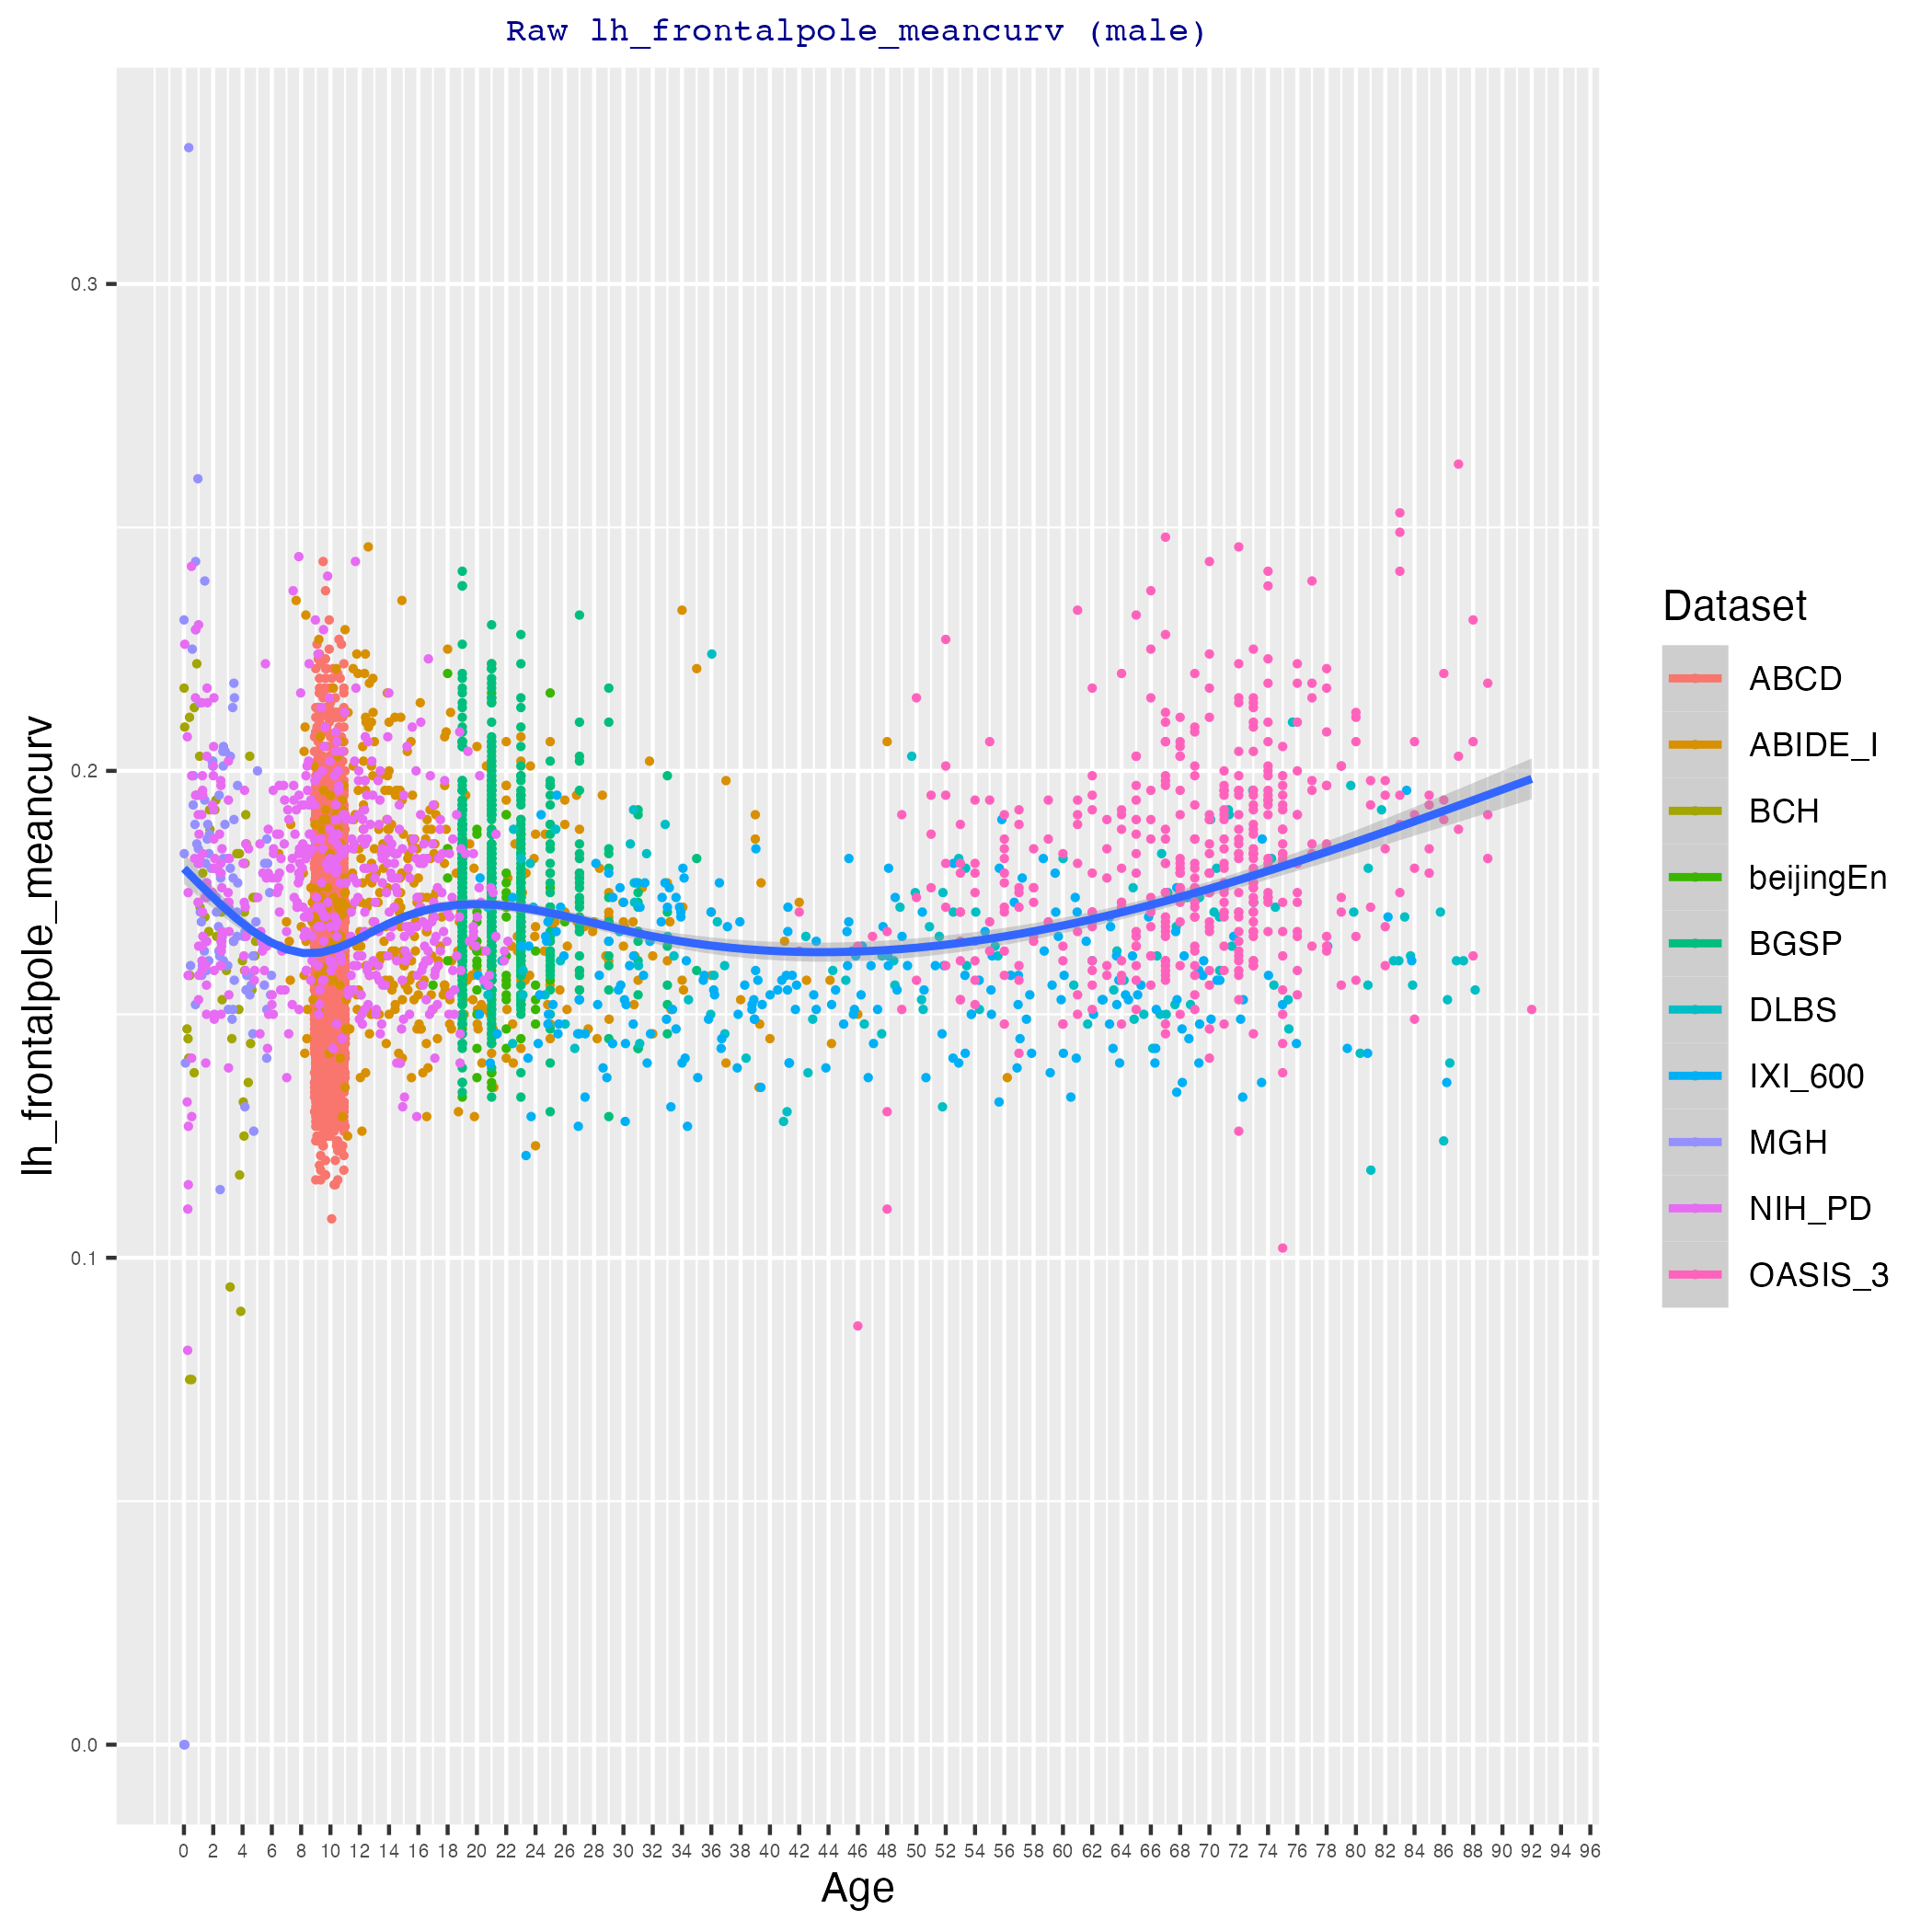 Raw lh_frontalpole_meancurv (male)
lh_frontalpole_meancurv
0.3
0.2
0.1
0.0
0 2 4 6 8 10 12 14 16 18 20 22 24 26 28 30 32 34 36 38 40 42 44 46 48 50 52 54 56 58 60 62 64 66 68 70 72 74 76 78 80 82 84 86 88 90 92 94 96
Age
Dataset
ABCD
ABIDE_I
BCH
beijingEn
BGSP
DLBS
IXI_600
MGH
NIH_PD
OASIS_3